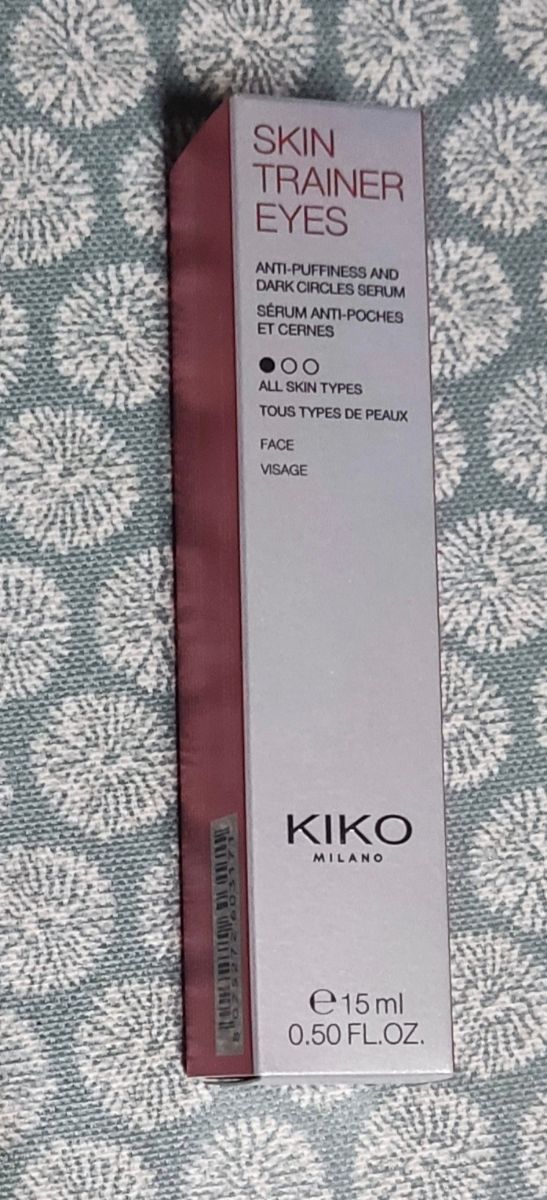 SKIN
TRAINER
EYES
ANTI-PUFFINESS AND
DARK CIRCLES SERUM
SÉRUM ANTI-POCHES
ET CERNES
ALL SKIN TYPES
TOUS TYPES DE PEAUX
FACE
VISAGE
KIKO
MILANO
℮ 15 ml
0.50 FL.OZ.